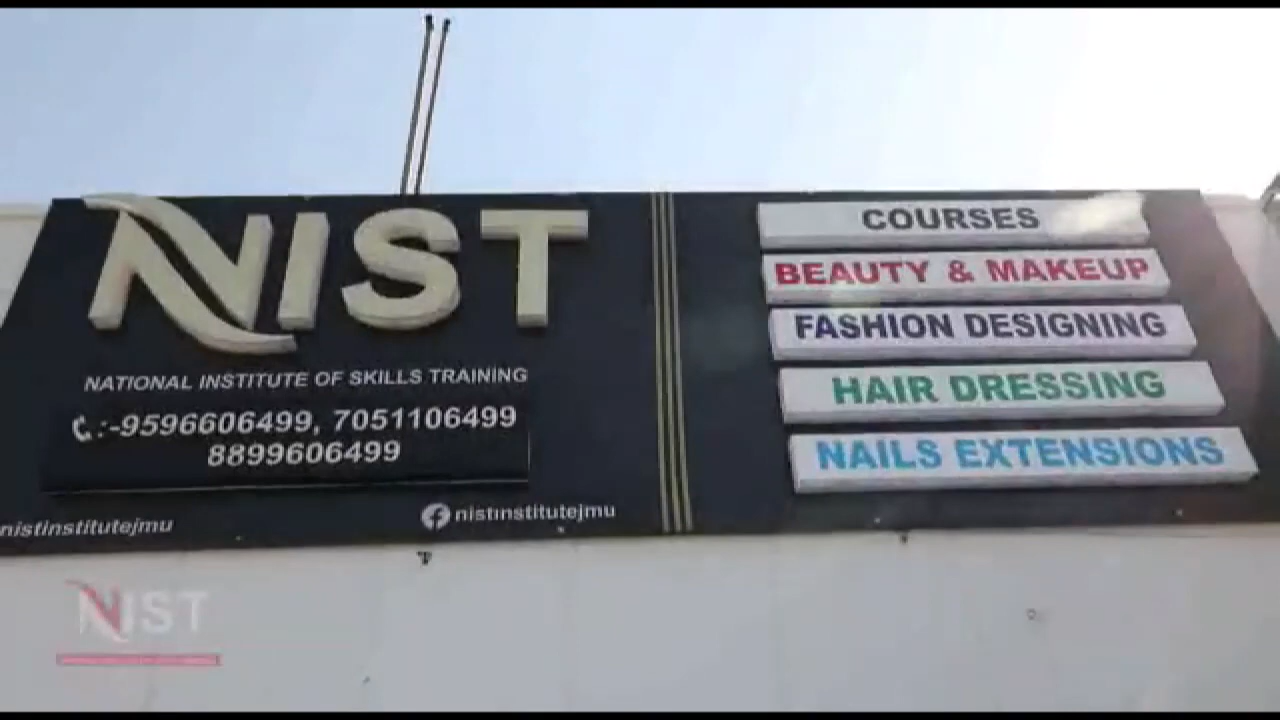 NIST
NATIONAL INSTITUTE OF SKILLS TRAINING
:-9596606499, 7051106499
8899606499
nistinstitutejmu
nistinstitutejmu
COURSES
BEAUTY & MAKEUP
FASHION DESIGNING
HAIR DRESSING
NAILS EXTENSIONS
NIST